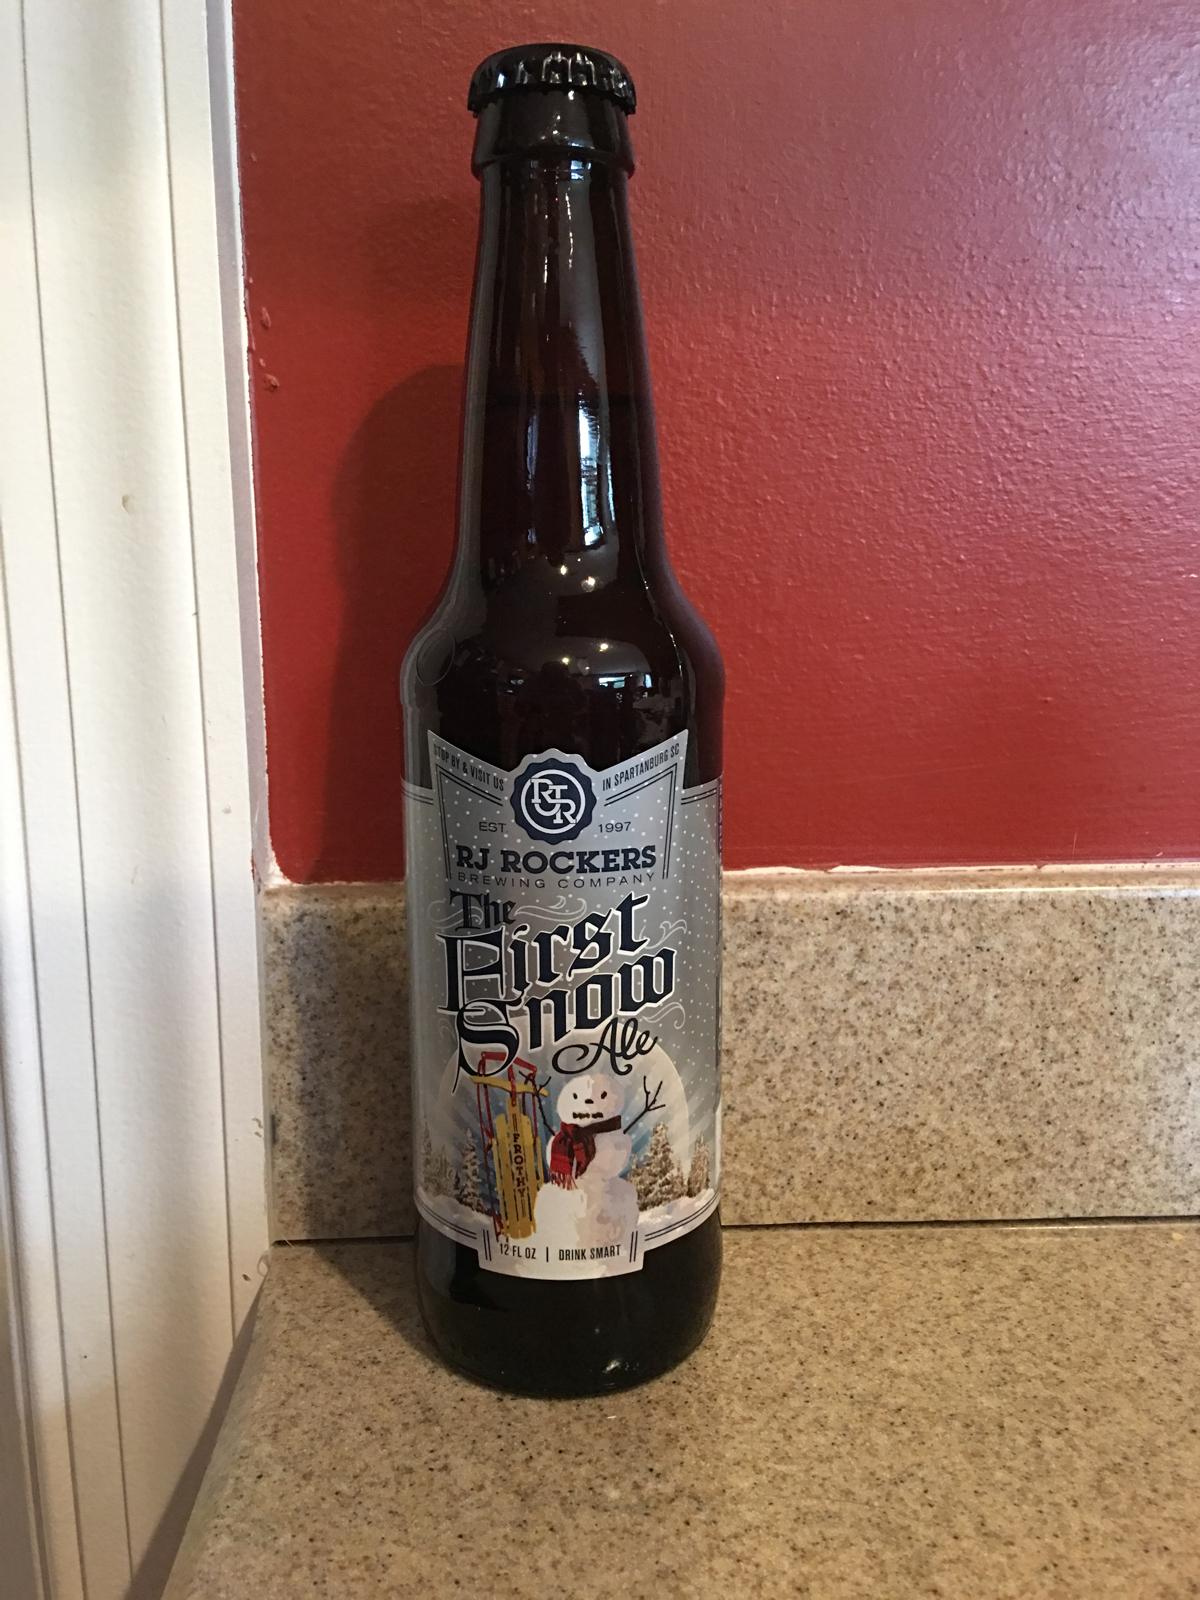 STOP BY & VISIT US IN SPARTANBURG SC
RJR
EST. 1997
RJ ROCKERS
BREWING COMPANY
The
First
Snow
Ale
FROTHY
12 FL OZ | DRINK SMART